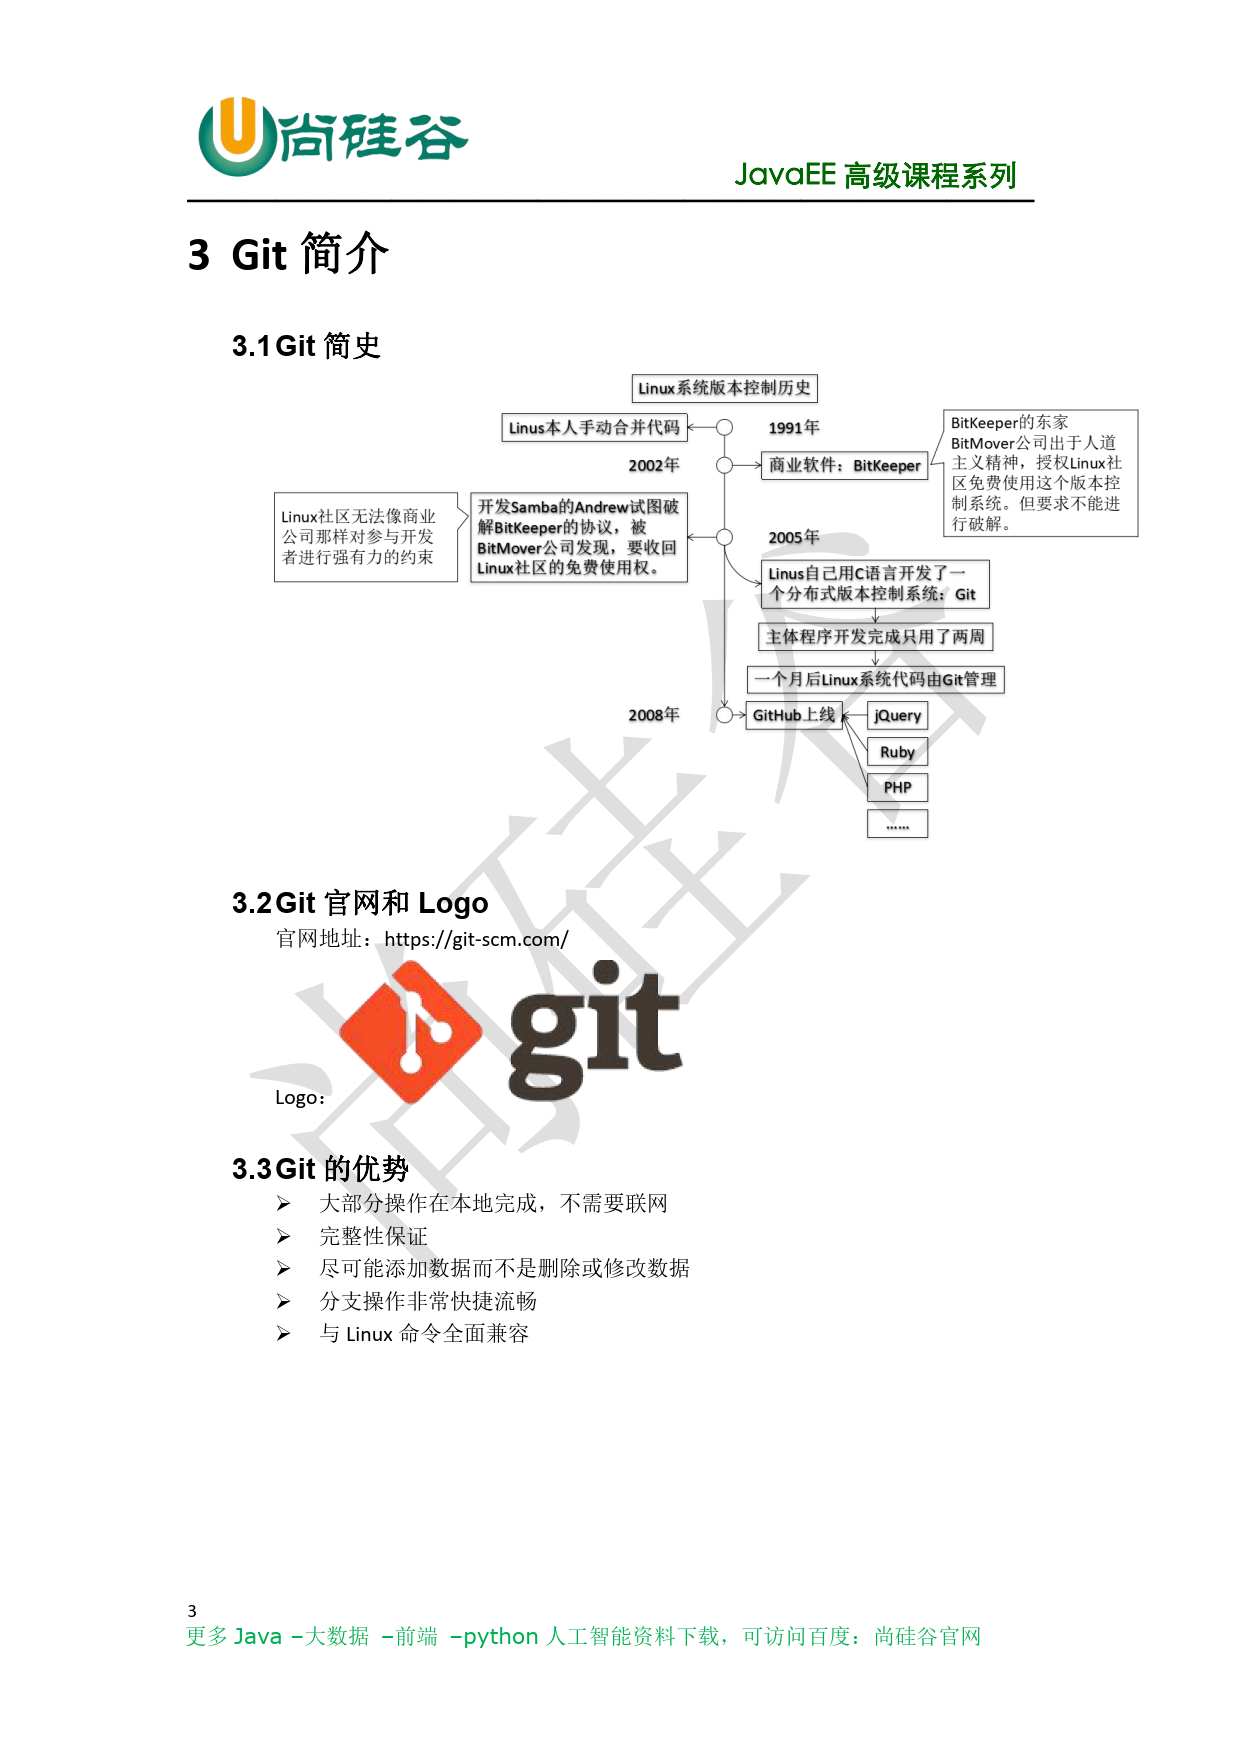 尚硅谷
JavaEE 高级课程系列
3 Git 简介
3.1 Git 简史
Linux系统版本控制历史
Linus本人手动合并代码
1991年
2002年
商业软件：BitKeeper
BitKeeper的东家
BitMover公司出于人道
主义精神，授权Linux社
区免费使用这个版本控
制系统。但要求不能进
行破解。
Linux社区无法像商业
公司那样对参与开发
者进行强有力的约束
开发Samba的Andrew试图破
解BitKeeper的协议，被
BitMover公司发现，要收回
Linux社区的免费使用权。
2005年
Linus自己用C语言开发了一
个分布式版本控制系统：Git
主体程序开发完成只用了两周
一个月后Linux系统代码由Git管理
2008年
GitHub上线
jQuery
Ruby
PHP
......
3.2 Git 官网和 Logo
官网地址：https://git-scm.com/
git
Logo：
3.3 Git 的优势
➢ 大部分操作在本地完成，不需要联网
➢ 完整性保证
➢ 尽可能添加数据而不是删除或修改数据
➢ 分支操作非常快捷流畅
➢ 与 Linux 命令全面兼容
尚硅谷
3
更多 Java –大数据 –前端 –python 人工智能资料下载，可访问百度：尚硅谷官网